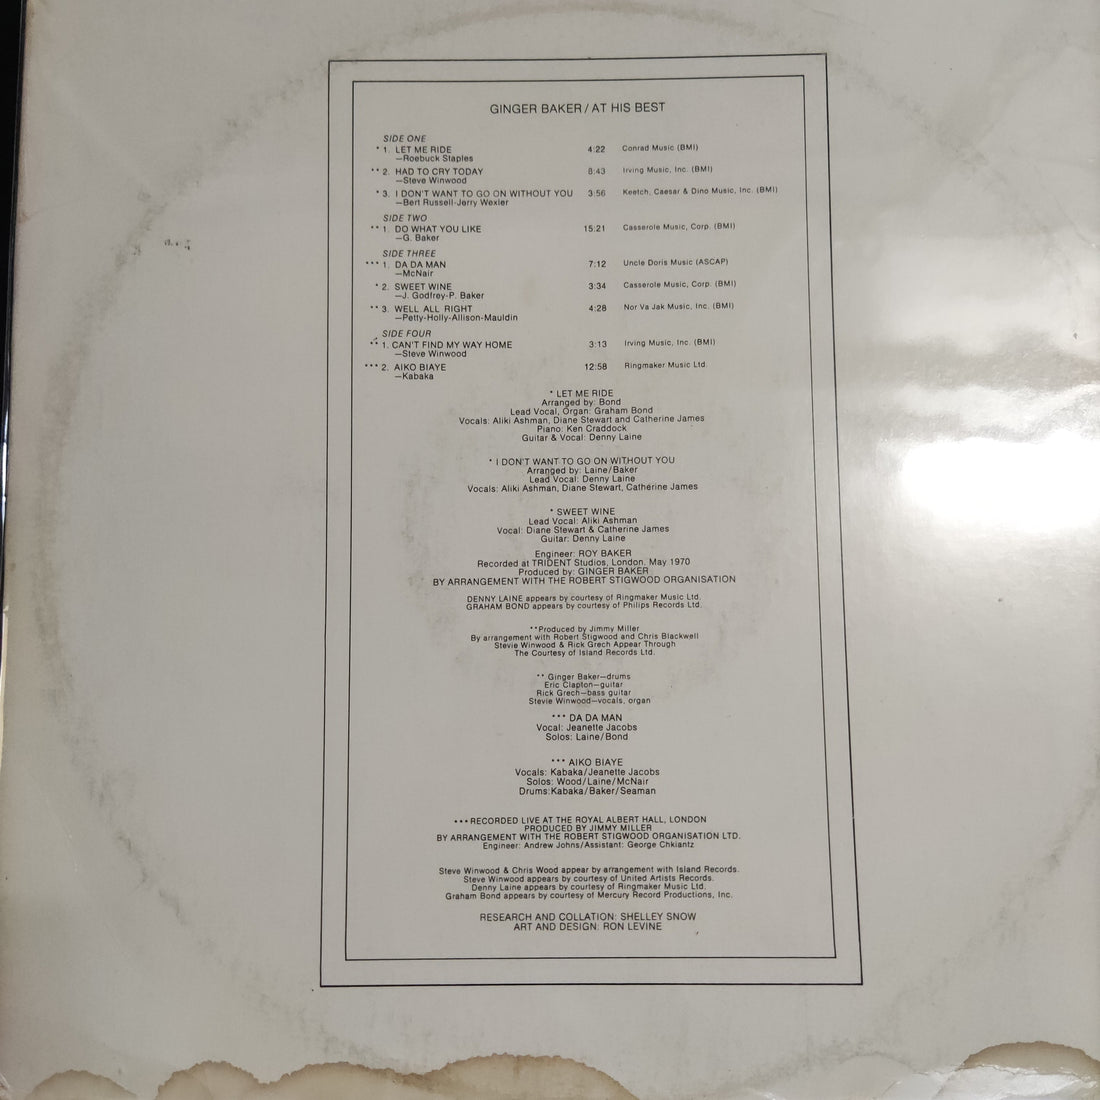 GINGER BAKER / AT HIS BEST
SIDE ONE
* 1. LET ME RIDE 4:22 Conrad Music (BMI)
—Roebuck Staples
** 2. HAD TO CRY TODAY 8:43 Irving Music, Inc. (BMI)
—Steve Winwood
* 3. I DON'T WANT TO GO ON WITHOUT YOU 3:56 Keetch, Caesar & Dino Music, Inc. (BMI)
—Bert Russell-Jerry Wexler
SIDE TWO
** 1. DO WHAT YOU LIKE 15:21 Casserole Music, Corp. (BMI)
—G. Baker
SIDE THREE
*** 1. DA DA MAN 7:12 Uncle Doris Music (ASCAP)
—McNair
* 2. SWEET WINE 3:34 Casserole Music, Corp. (BMI)
—J. Godfrey-P. Baker
** 3. WELL ALL RIGHT 4:28 Nor Va Jak Music, Inc. (BMI)
—Petty-Holly-Allison-Mauldin
SIDE FOUR
** 1. CAN'T FIND MY WAY HOME 3:13 Irving Music, Inc. (BMI)
—Steve Winwood
*** 2. AIKO BIAYE 12:58 Ringmaker Music Ltd.
—Kabaka
* LET ME RIDE
Arranged by: Bond
Lead Vocal, Organ: Graham Bond
Vocals: Aliki Ashman, Diane Stewart and Catherine James
Piano: Ken Craddock
Guitar & Vocal: Denny Laine
* I DON'T WANT TO GO ON WITHOUT YOU
Arranged by: Laine/Baker
Lead Vocal: Denny Laine
Vocals: Aliki Ashman, Diane Stewart, Catherine James
* SWEET WINE
Lead Vocal: Aliki Ashman
Vocal: Diane Stewart & Catherine James
Guitar: Denny Laine
Engineer: ROY BAKER
Recorded at TRIDENT Studios, London, May 1970
Produced by: GINGER BAKER
BY ARRANGEMENT WITH THE ROBERT STIGWOOD ORGANISATION
DENNY LAINE appears by courtesy of Ringmaker Music Ltd.
GRAHAM BOND appears by courtesy of Philips Records Ltd.
**Produced by Jimmy Miller
By arrangement with Robert Stigwood and Chris Blackwell
Stevie Winwood & Rick Grech Appear Through
The Courtesy of Island Records Ltd.
** Ginger Baker—drums
Eric Clapton—guitar
Rick Grech—bass guitar
Stevie Winwood—vocals, organ
*** DA DA MAN
Vocal: Jeanette Jacobs
Solos: Laine/Bond
*** AIKO BIAYE
Vocals: Kabaka/Jeanette Jacobs
Solos: Wood/Laine/McNair
Drums:Kabaka/Baker/Seaman
***RECORDED LIVE AT THE ROYAL ALBERT HALL, LONDON
PRODUCED BY JIMMY MILLER
BY ARRANGEMENT WITH THE ROBERT STIGWOOD ORGANISATION LTD.
Engineer: Andrew Johns/Assistant: George Chkiantz
Steve Winwood & Chris Wood appear by arrangement with Island Records.
Steve Winwood appears by courtesy of United Artists Records.
Denny Laine appears by courtesy of Ringmaker Music Ltd.
Graham Bond appears by courtesy of Mercury Record Productions, Inc.
RESEARCH AND COLLATION: SHELLEY SNOW
ART AND DESIGN: RON LEVINE